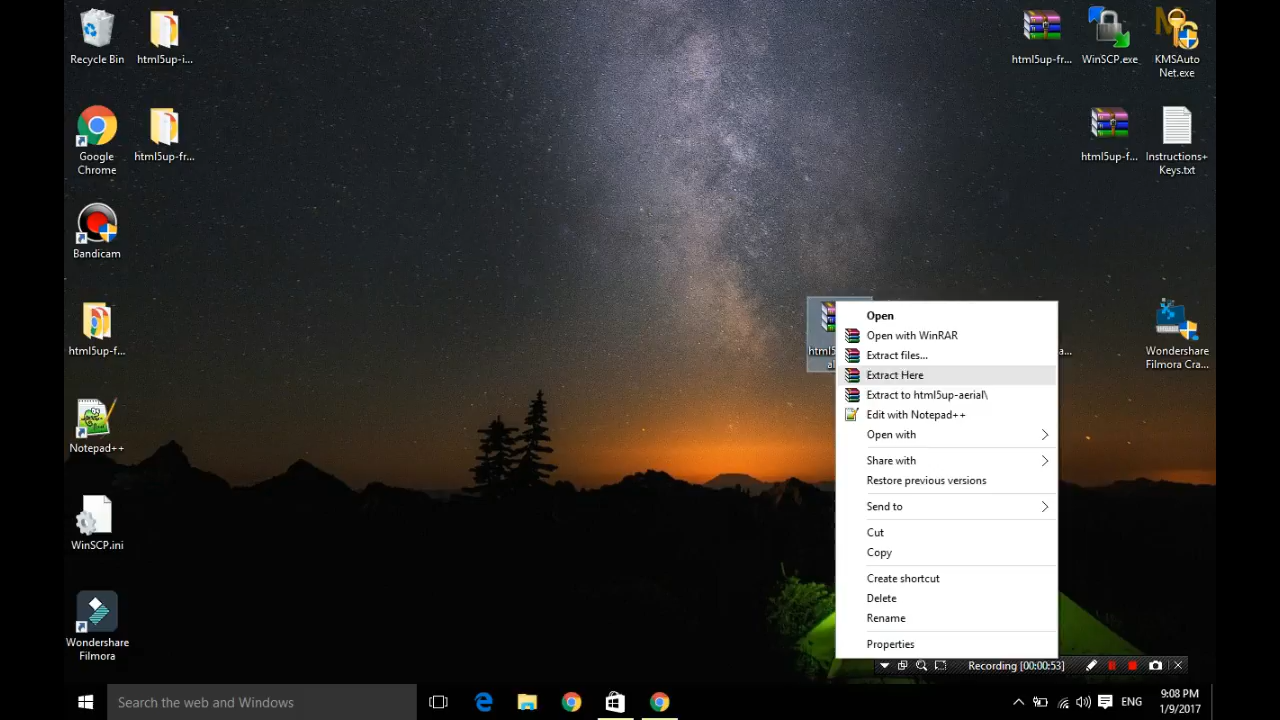 Recycle Bin
html5up-i...
html5up-fr...
WinSCP.exe
KMSAuto
Net.exe
Google
Chrome
html5up-fr...
html5up-f...
Instructions+
Keys.txt
Bandicam
html5up-f...
Wondershare
Filmora Cra...
Notepad++
WinSCP.ini
Wondershare
Filmora
Open
Open with WinRAR
Extract files...
Extract Here
Extract to html5up-aerial\
Edit with Notepad++
Open with
Share with
Restore previous versions
Send to
Cut
Copy
Create shortcut
Delete
Rename
Properties
Recording [00:00:53]
Search the web and Windows
ENG
9:08 PM
1/9/2017